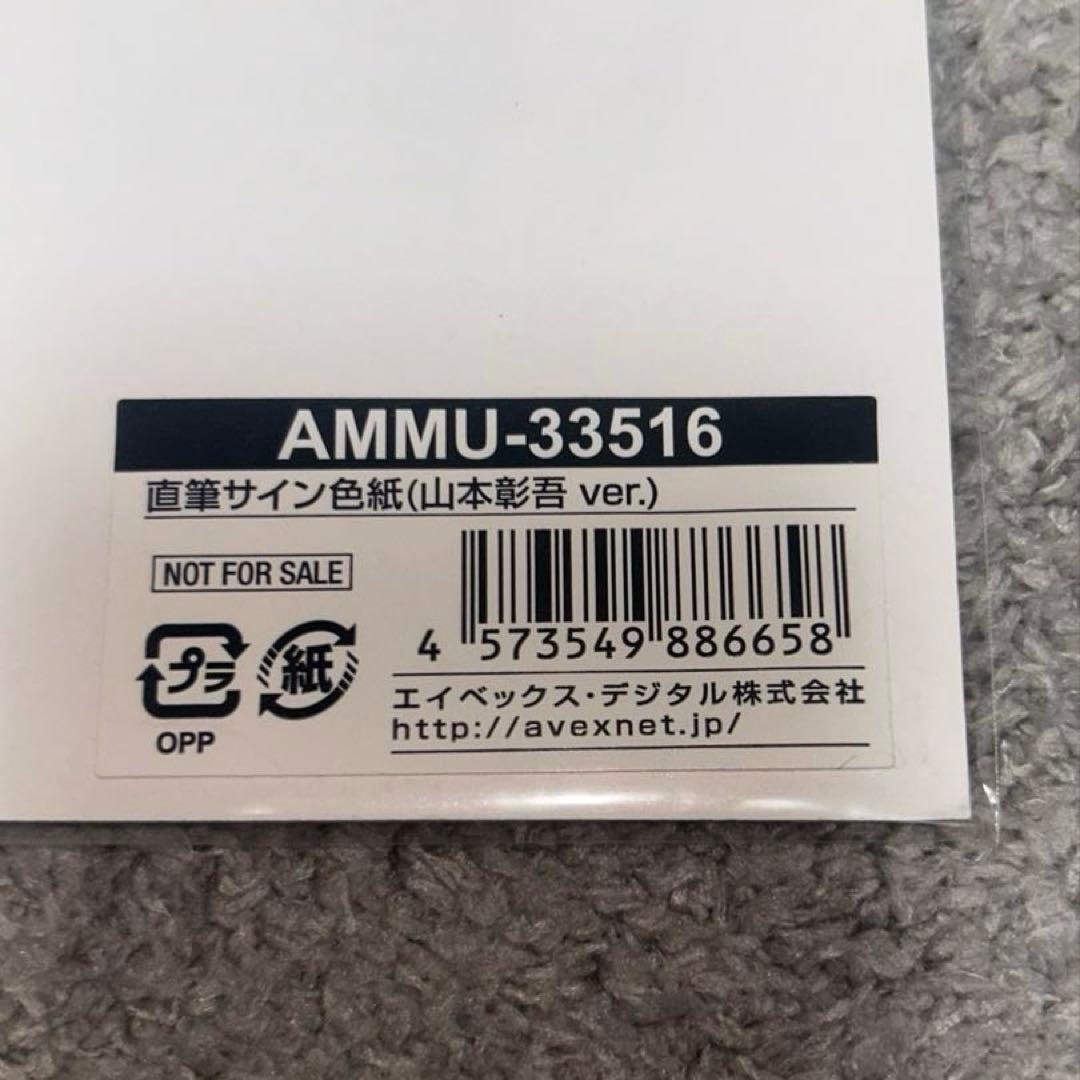 AMMU-33516
直筆サイン色紙(山本彰吾 ver.)
NOT FOR SALE
4 573549 886658
プラ
紙
OPP
エイベックス・デジタル株式会社
http://avexnet.jp/